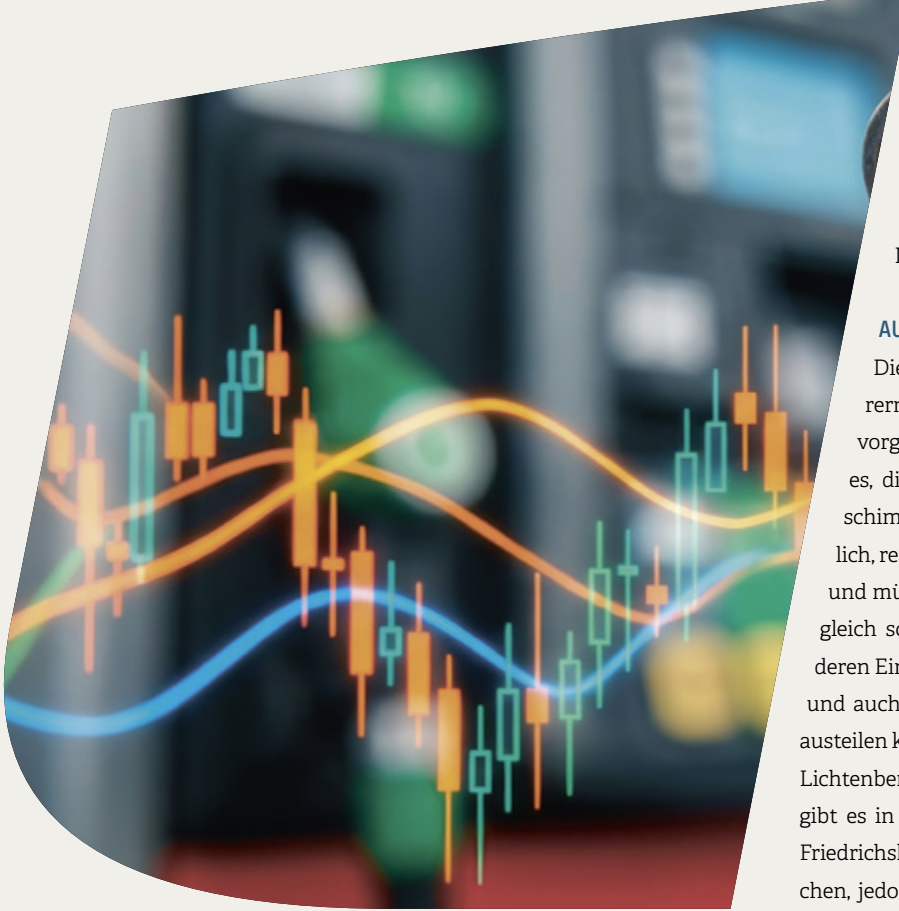 AU
Die
rern
vorg
es, di
schim
lich, re
und mü
gleich sc
deren Ein
und auch
austeilen k
Lichtenber
gibt es in
Friedrichsl
chen, jedo